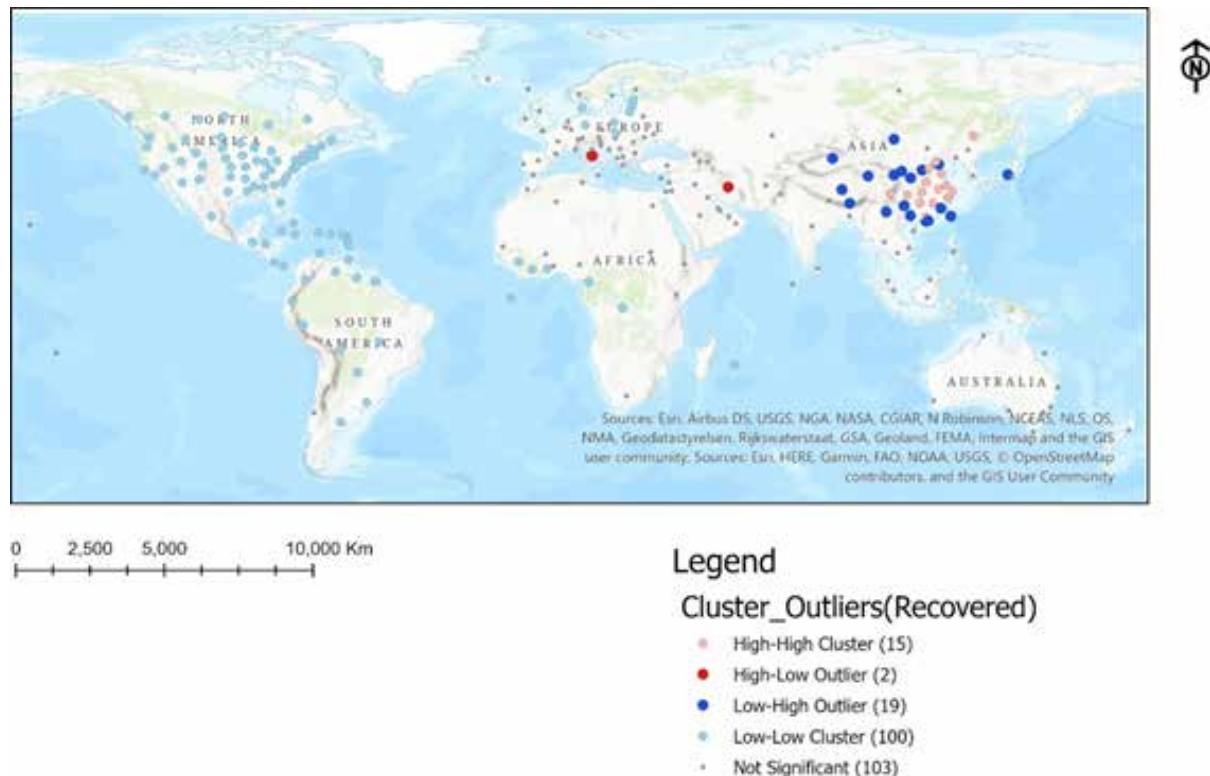 N
NORTH
AMERICA
EUROPE
ASIA
AFRICA
SOUTH
AMERICA
AUSTRALIA
Sources: Esri, Airbus DS, USGS, NGA, NASA, CGIAR, N Robinson, NCEAS, NLS, OS,
NMA, Geodatastyrelsen, Rijkswaterstaat, GSA, Geoland, FEMA, Intermap and the GIS
user community, Sources: Esri, HERE, Garmin, FAO, NOAA, USGS, © OpenStreetMap
contributors, and the GIS User Community
0 2,500 5,000 10,000 Km
Legend
Cluster_Outliers(Recovered)
High-High Cluster (15)
High-Low Outlier (2)
Low-High Outlier (19)
Low-Low Cluster (100)
Not Significant (103)